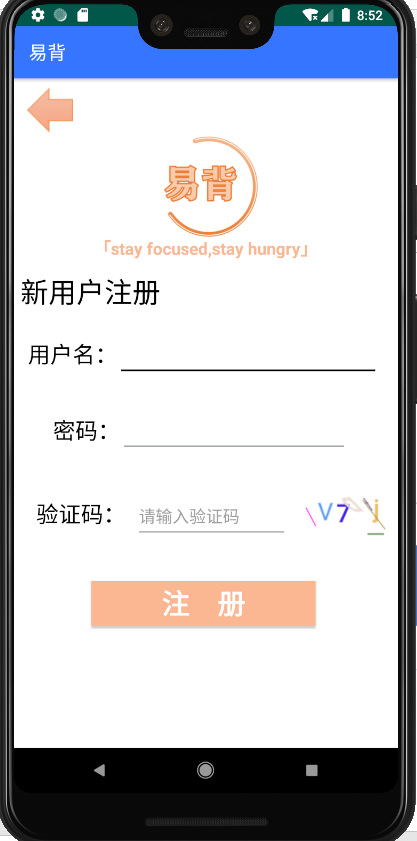 8:52
易背
易背
「stay focused,stay hungry」
新用户注册
用户名：
密码：
验证码： 请输入验证码
注 册